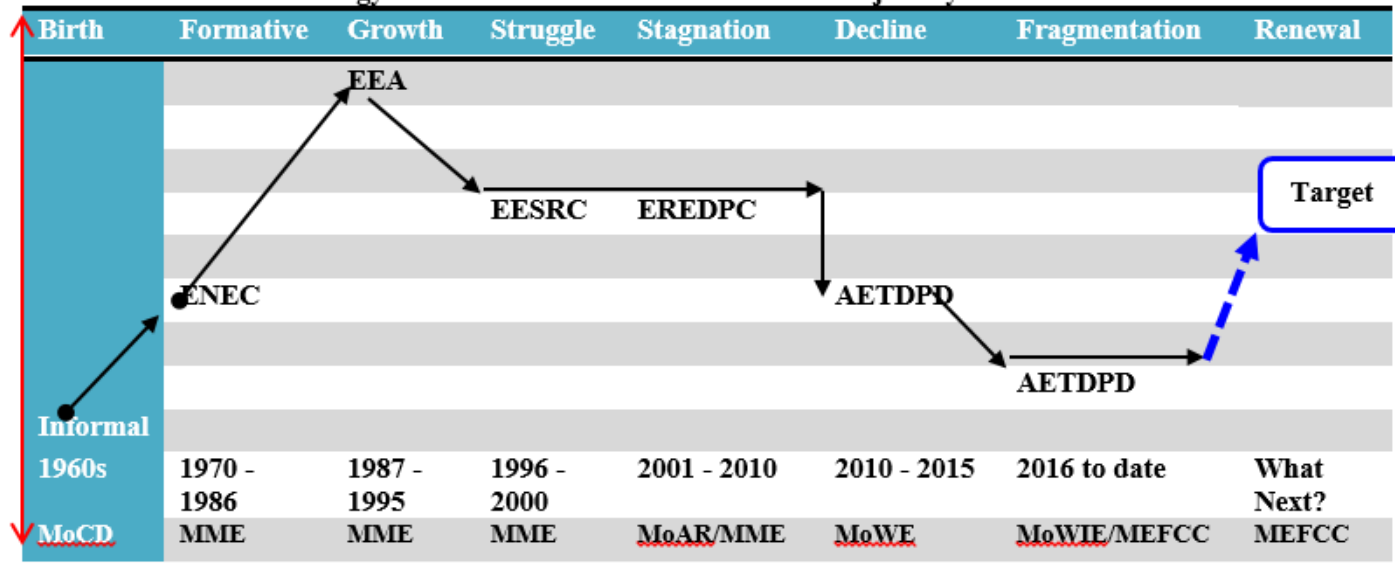 Birth Formative Growth Struggle Stagnation Decline Fragmentation Renewal
EEA
Target
EESRC EREDPC
ENEC AETDPD
AETDPD
Informal
1960s 1970 - 1987 - 1996 - 2001 - 2010 2010 - 2015 2016 to date What
1986 1995 2000 Next?
MoCD MME MME MME MoAR/MME MoWE MoWIE/MEFCC MEFCC